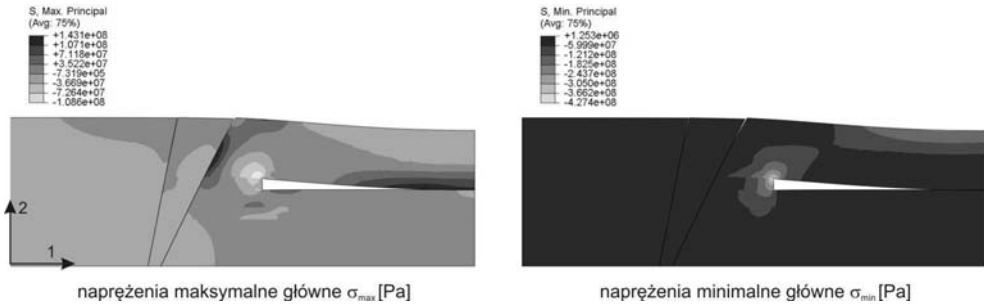 S, Max. Principal
(Avg: 75%)
+1.431e+08
+1.071e+08
+7.118e+07
+3.522e+07
-7.319e+05
-3.669e+07
-7.264e+07
-1.086e+08
2
1
naprężenia maksymalne główne σmax [Pa]
S, Min. Principal
(Avg: 75%)
+1.253e+06
-5.999e+07
-1.212e+08
-1.825e+08
-2.437e+08
-3.050e+08
-3.662e+08
-4.274e+08
naprężenia minimalne główne σmin [Pa]